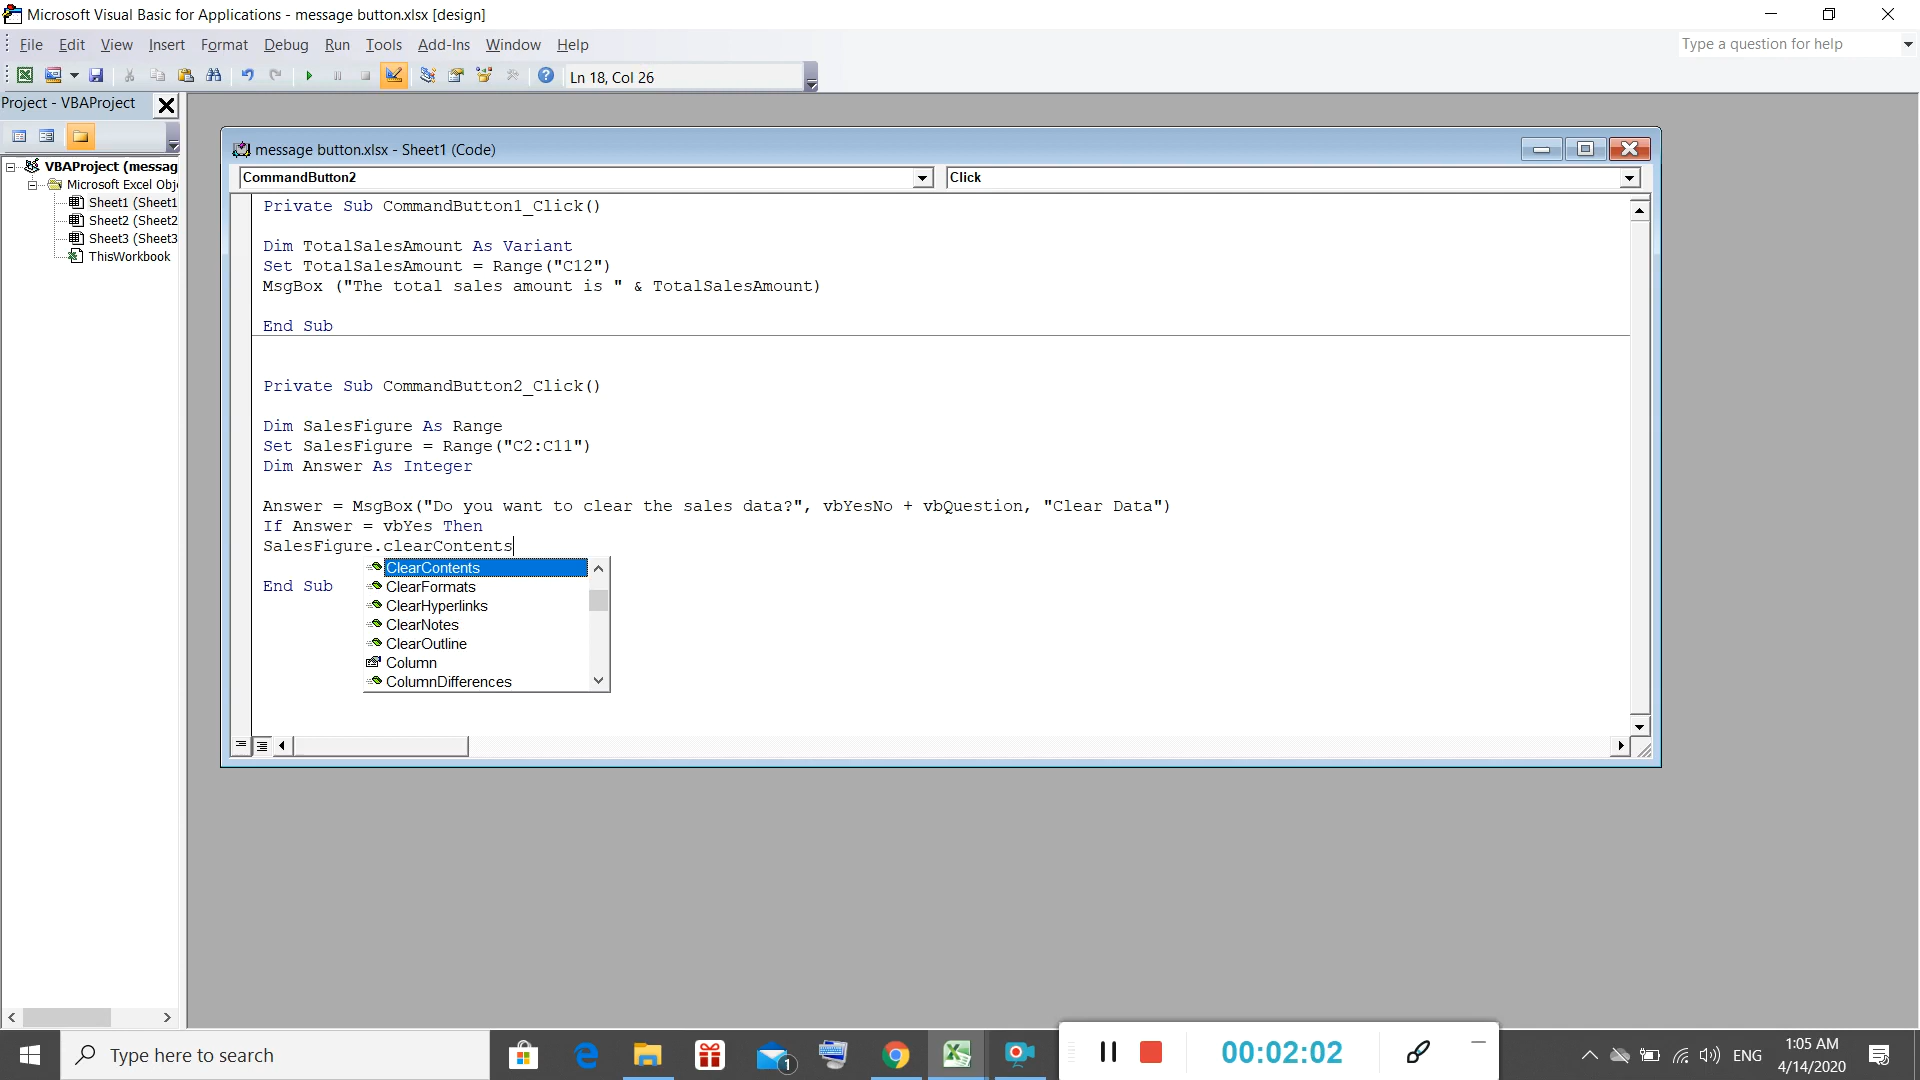 Microsoft Visual Basic for Applications - message button.xlsx [design]
File Edit View Insert Format Debug Run Tools Add-Ins Window Help
Type a question for help
Ln 18, Col 26
Project - VBAProject
VBAProject (messag
Microsoft Excel Obj
Sheet1 (Sheet1
Sheet2 (Sheet2
Sheet3 (Sheet3
ThisWorkbook
message button.xlsx - Sheet1 (Code)
CommandButton2
Click
Private Sub CommandButton1_Click()
Dim TotalSalesAmount As Variant
Set TotalSalesAmount = Range("C12")
MsgBox ("The total sales amount is " & TotalSalesAmount)
End Sub
Private Sub CommandButton2_Click()
Dim SalesFigure As Range
Set SalesFigure = Range("C2:C11")
Dim Answer As Integer
Answer = MsgBox("Do you want to clear the sales data?", vbYesNo + vbQuestion, "Clear Data")
If Answer = vbYes Then
SalesFigure.clearContents
End Sub
ClearContents
ClearFormats
ClearHyperlinks
ClearNotes
ClearOutline
Column
ColumnDifferences
Type here to search
1
00:02:02
ENG
1:05 AM
4/14/2020